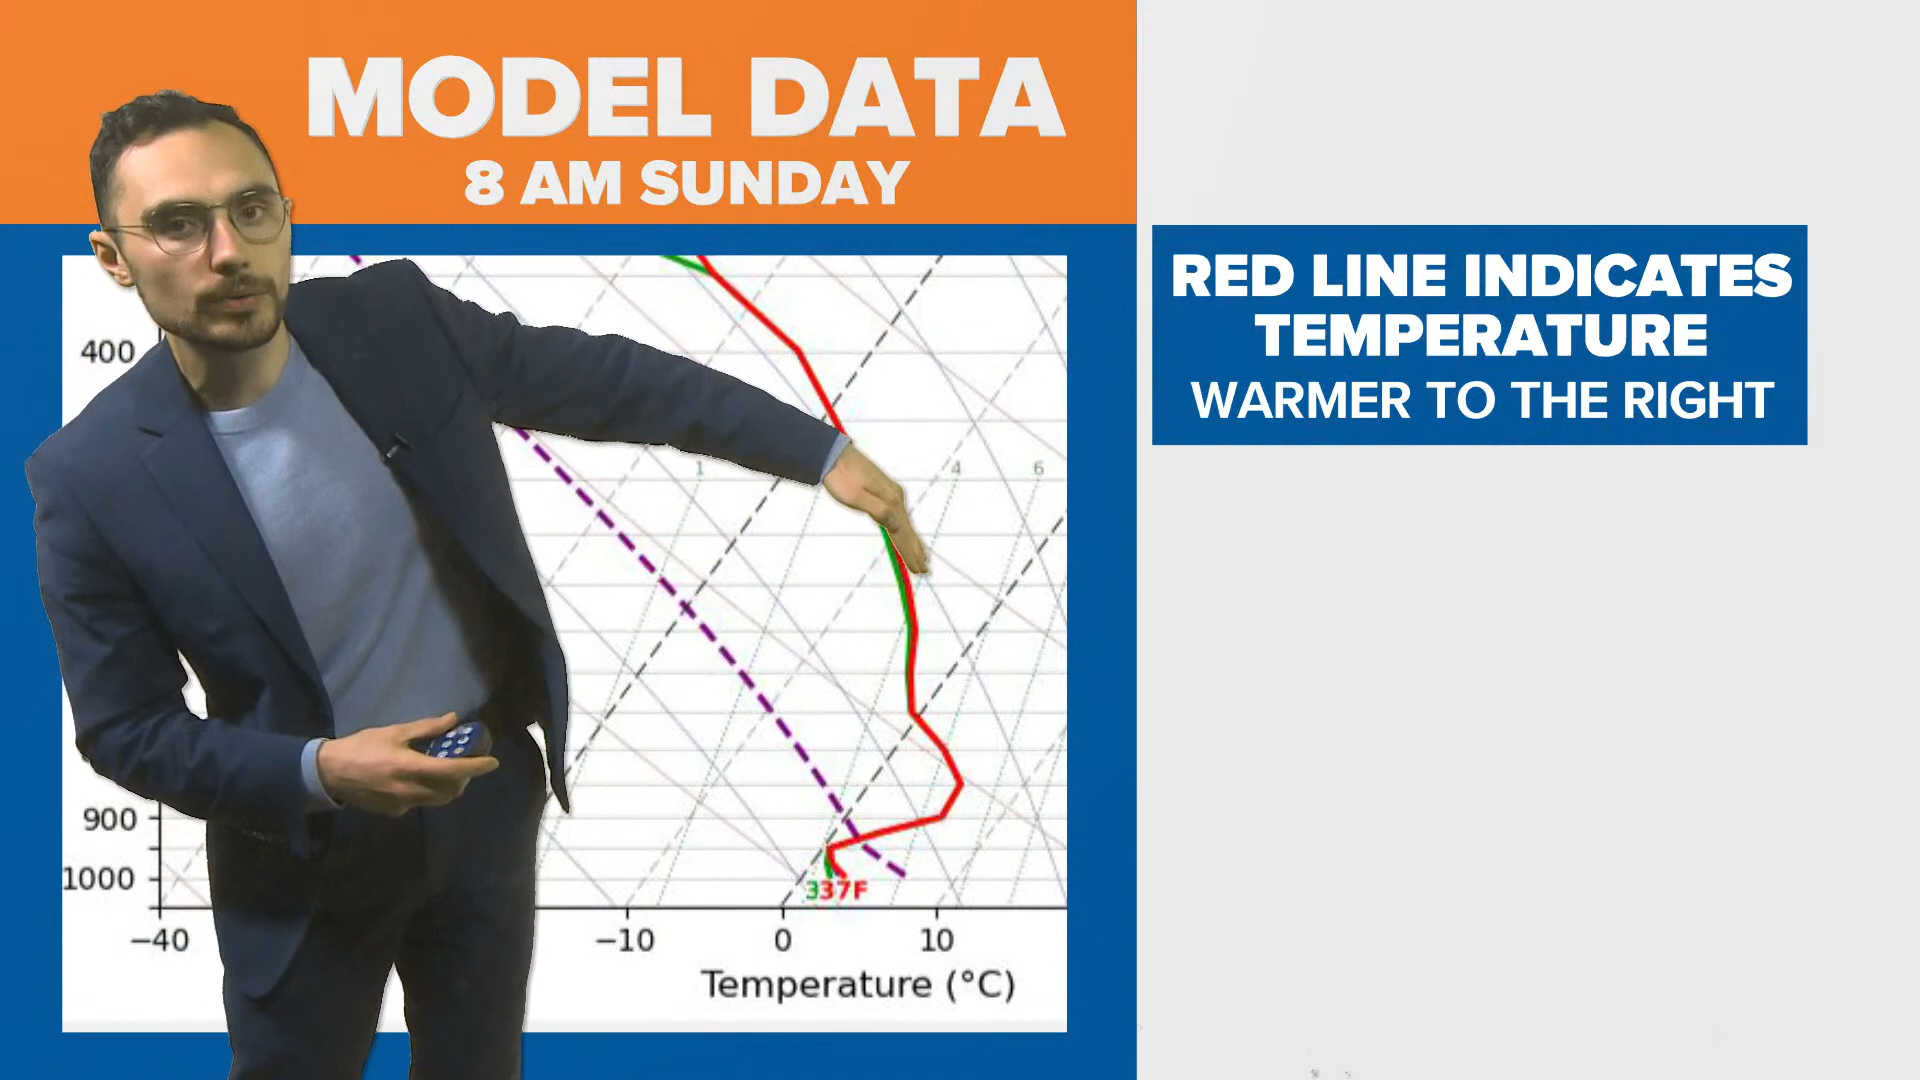 MODEL DATA
8 AM SUNDAY
RED LINE INDICATES
TEMPERATURE
WARMER TO THE RIGHT
400
1
4
6
900
1000
337F
−40
−10
0
10
Temperature (°C)